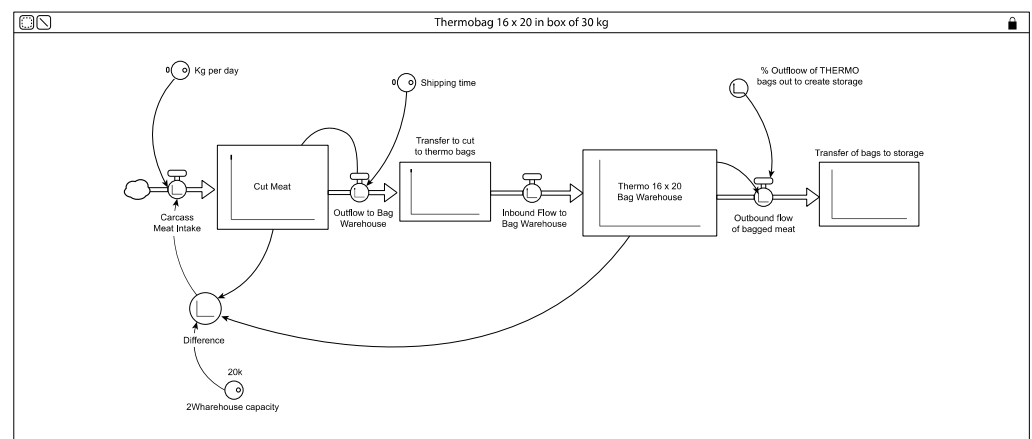 Thermobag 16 x 20 in box of 30 kg
0
Kg per day
0
Shipping time
% Outfloow of THERMO
bags out to create storage
Transfer to cut
to thermo bags
Transfer of bags to storage
Cut Meat
Thermo 16 x 20
Bag Warehouse
Carcass
Meat Intake
Outflow to Bag
Warehouse
Inbound Flow to
Bag Warehouse
Outbound flow
of bagged meat
Difference
20k
2Wharehouse capacity